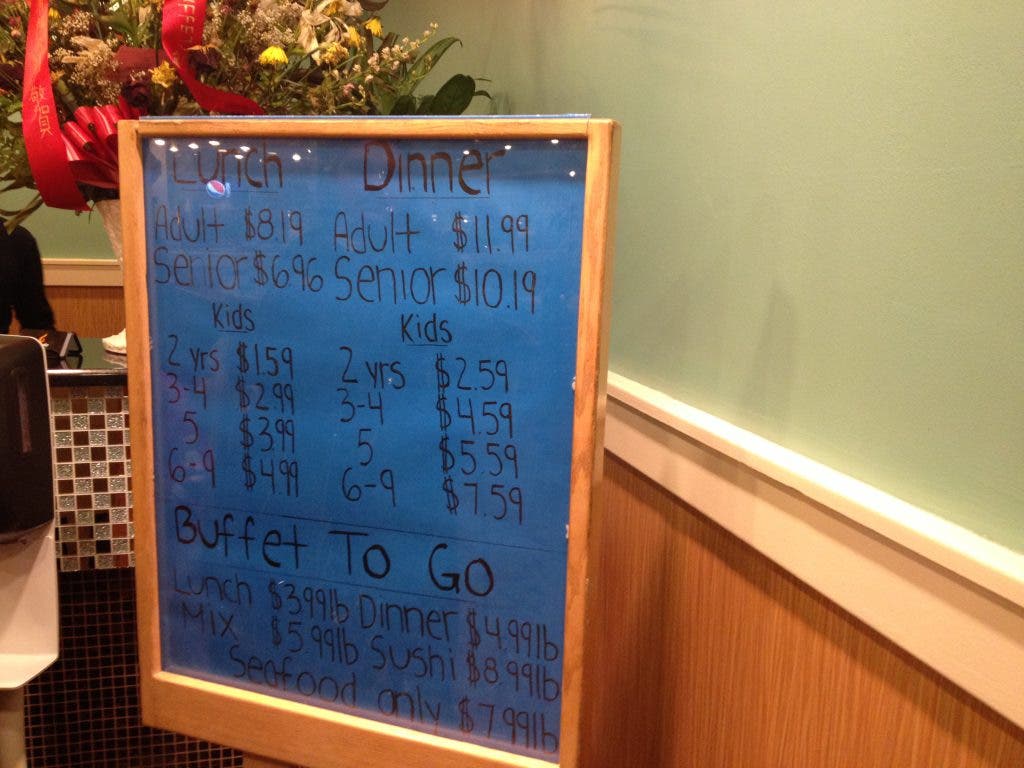 Lunch Dinner
Adult $8.19 Adult $11.99
Senior $6.96 Senior $10.19
Kids Kids
2 yrs $1.59 2 yrs $2.59
3-4 $2.99 3-4 $4.59
5 $3.99 5 $5.59
6-9 $4.99 6-9 $7.59
Buffet To Go
Lunch $3.99lb Dinner $4.99lb
Mix $5.99lb Sushi $8.99lb
Seafood only $7.99lb